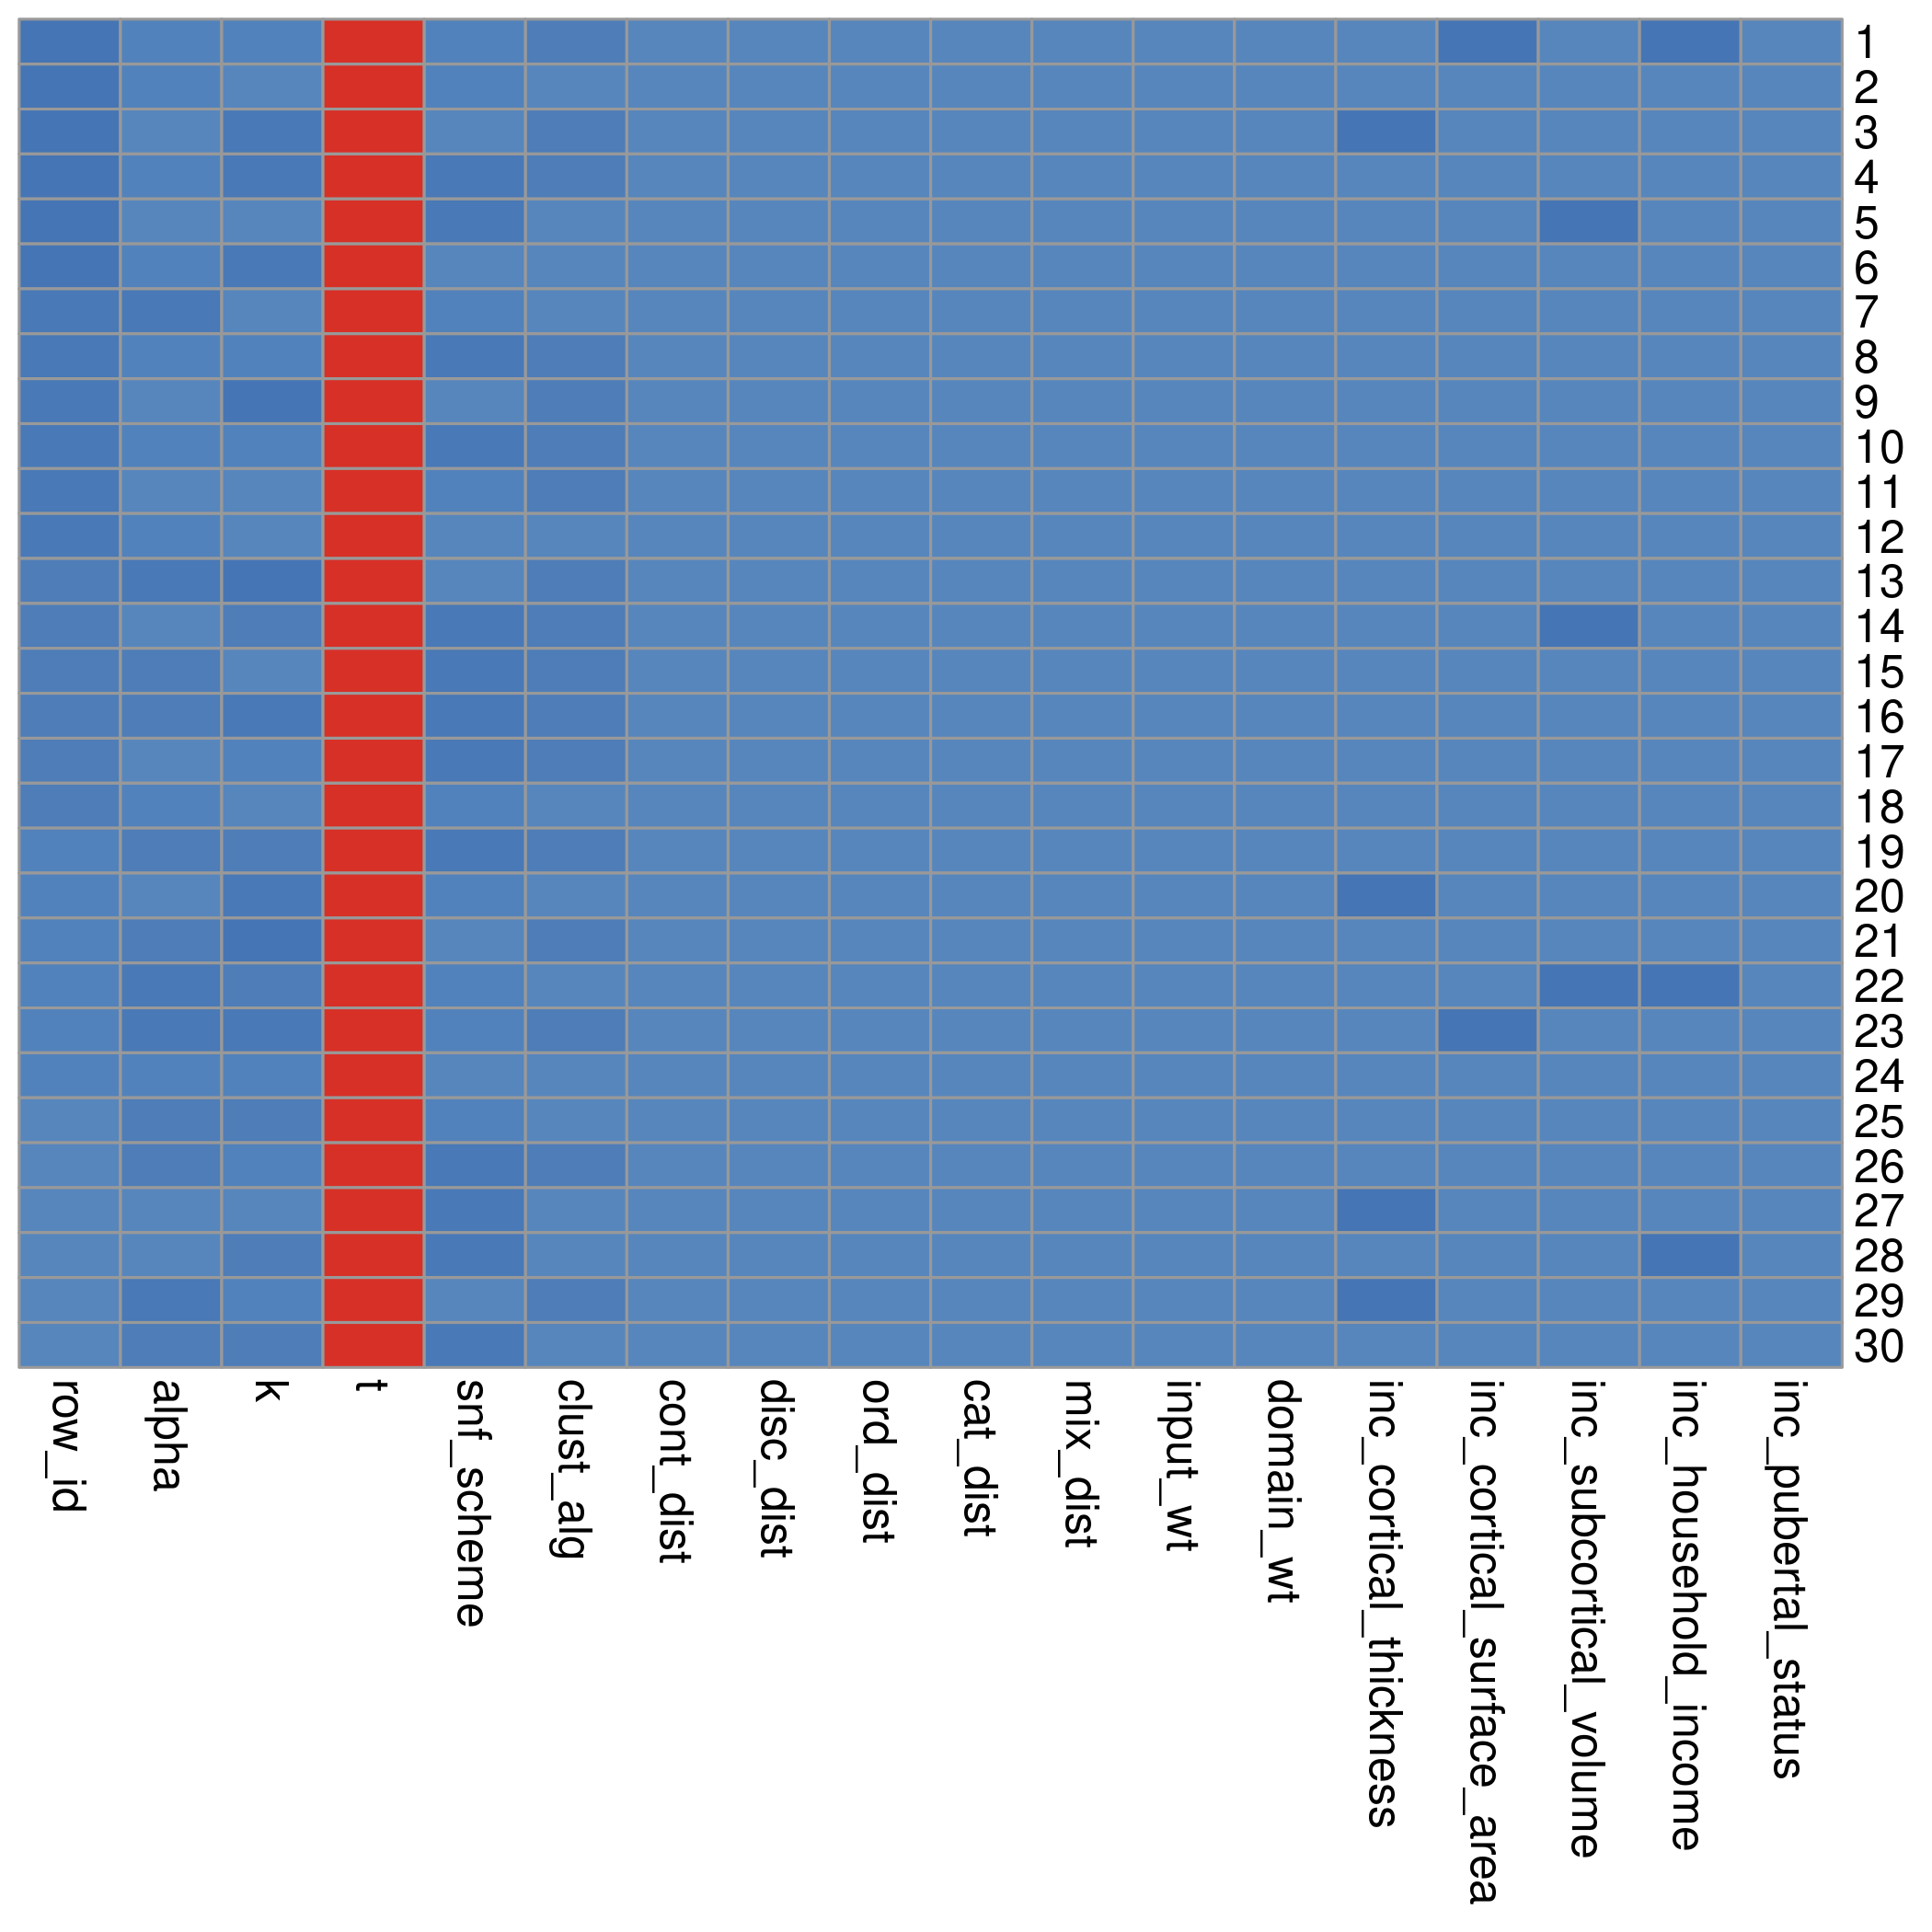 1
2
3
4
5
6
7
8
9
10
11
12
13
14
15
16
17
18
19
20
21
22
23
24
25
26
27
28
29
30
row_id
alpha
k
t
snf_scheme
clust_alg
cont_dist
disc_dist
ord_dist
cat_dist
mix_dist
input_wt
domain_wt
inc_cortical_thickness
inc_cortical_surface_area
inc_subcortical_volume
inc_household_income
inc_pubertal_status